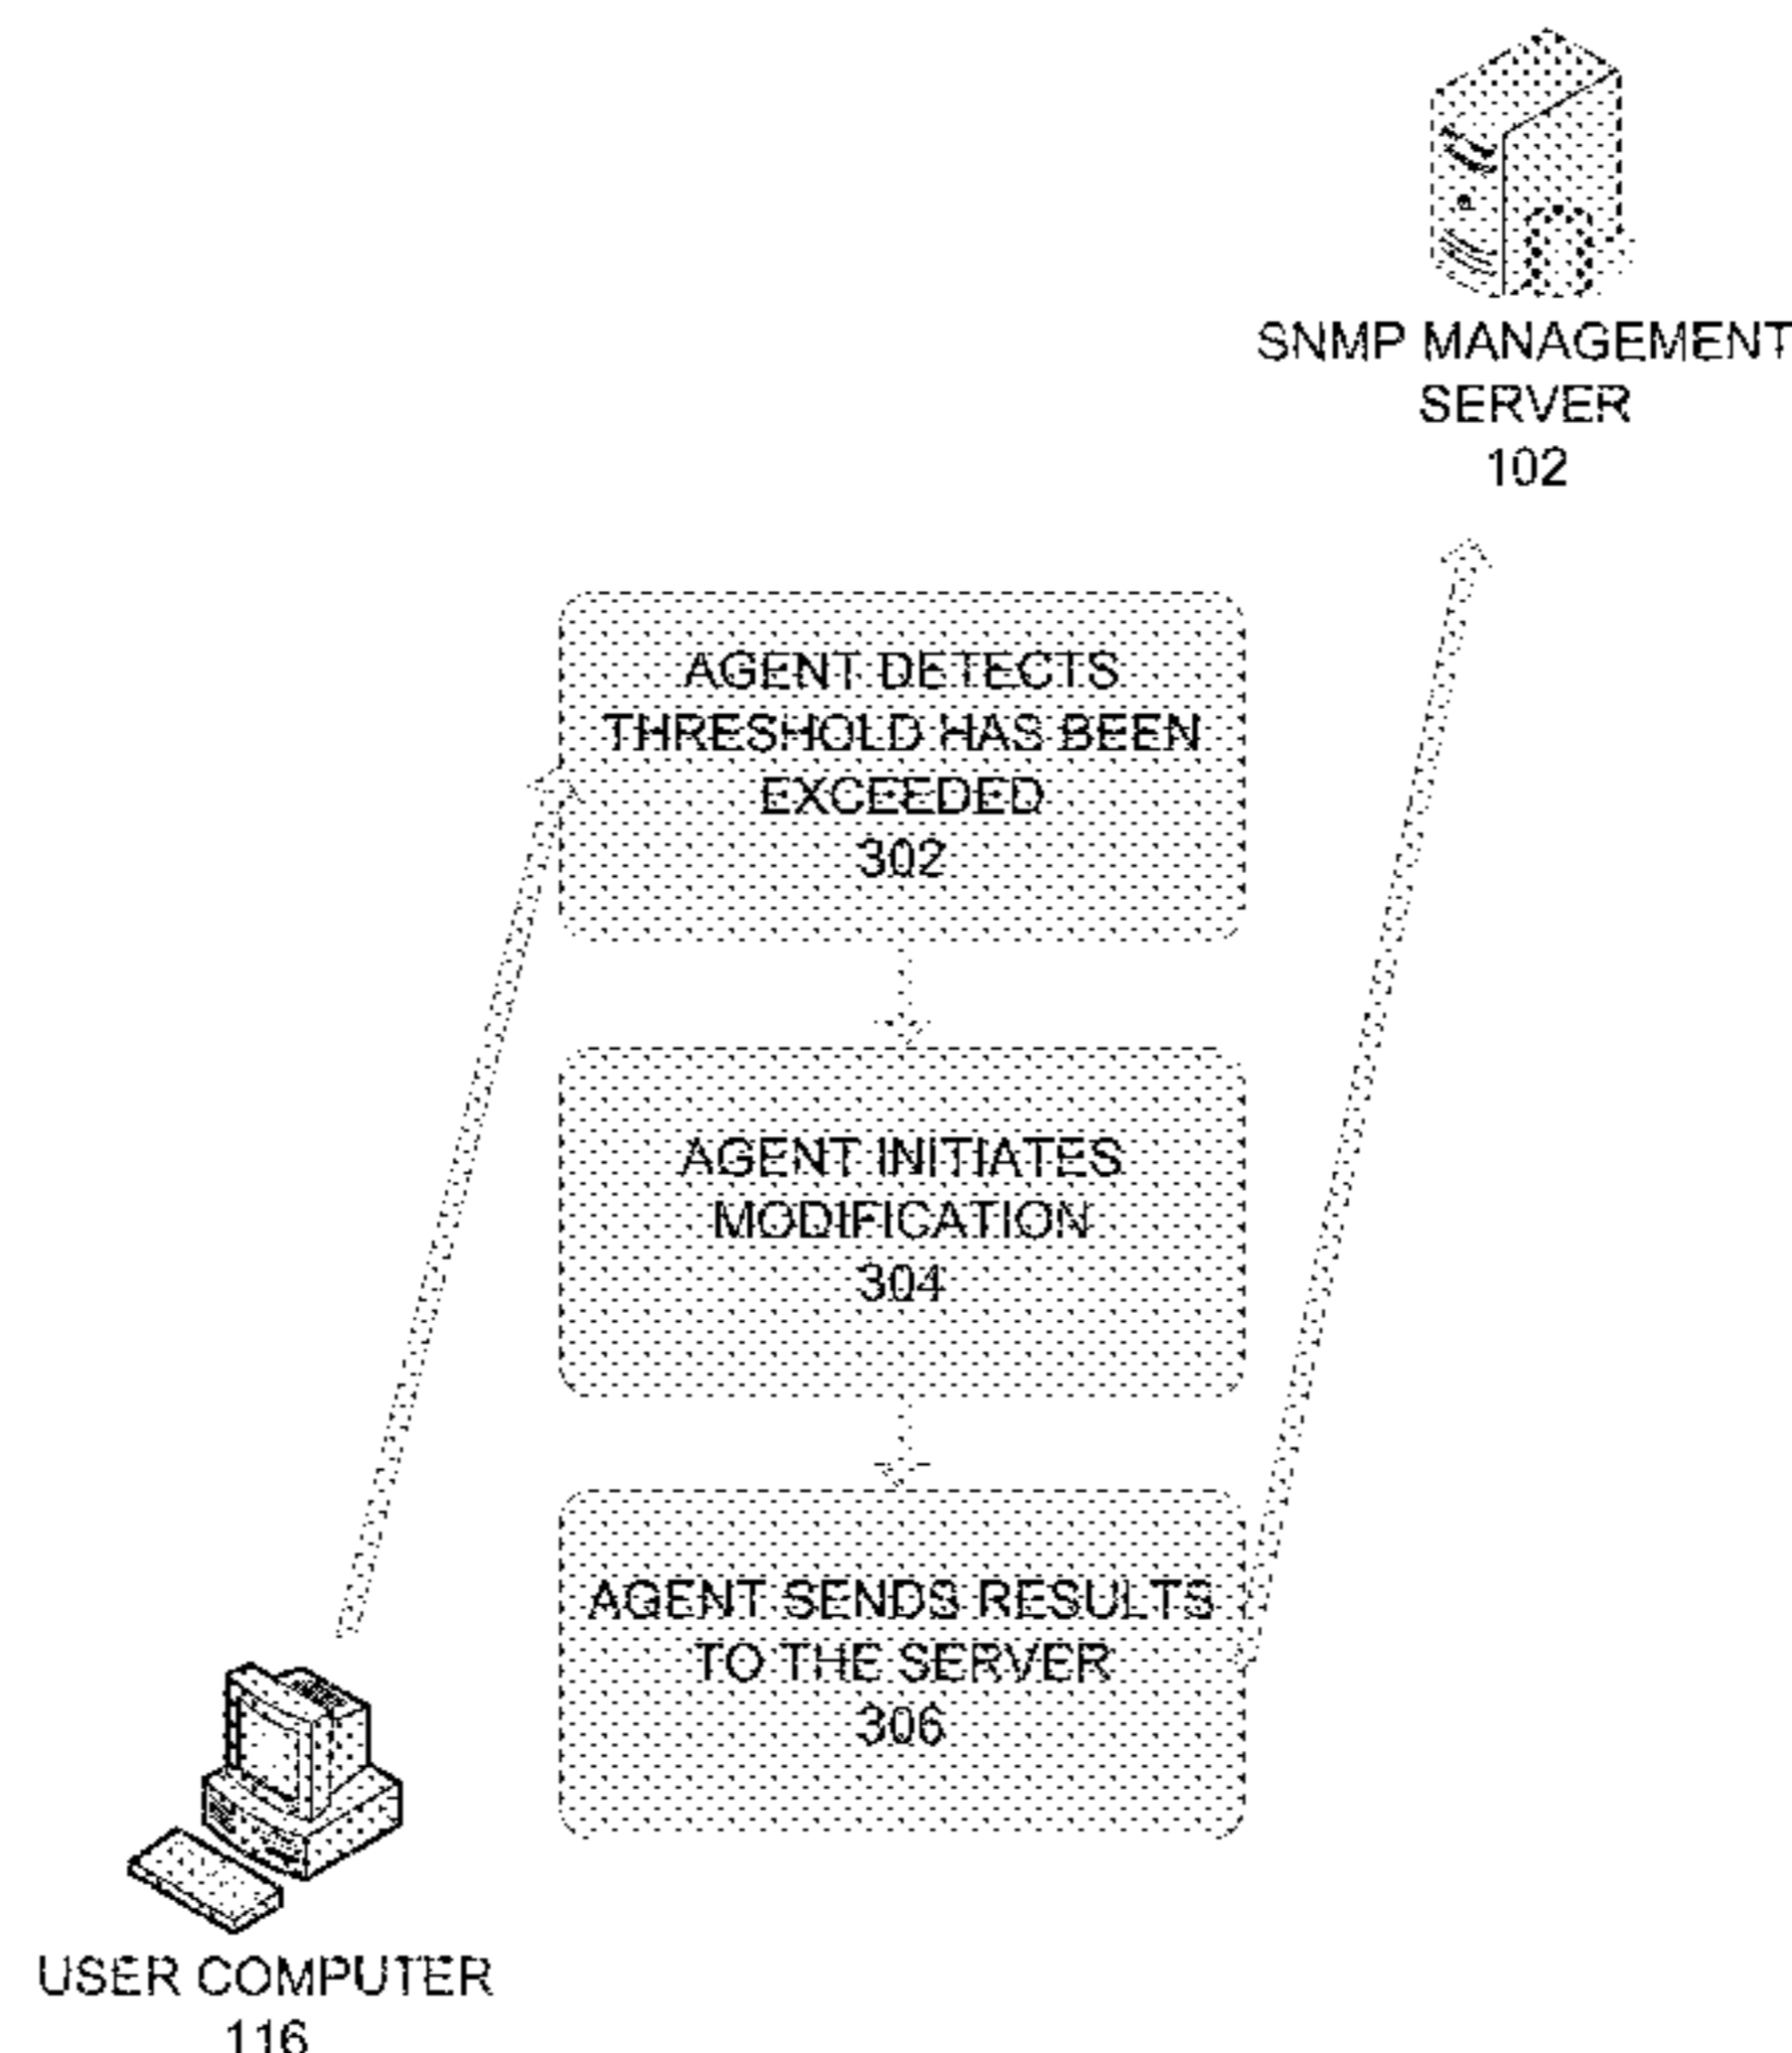 SNMP MANAGEMENT
SERVER
102
AGENT DETECTS
THRESHOLD HAS BEEN
EXCEEDED
302
AGENT INITIATES
MODIFICATION
304
AGENT SENDS RESULTS
TO THE SERVER
306
USER COMPUTER
116